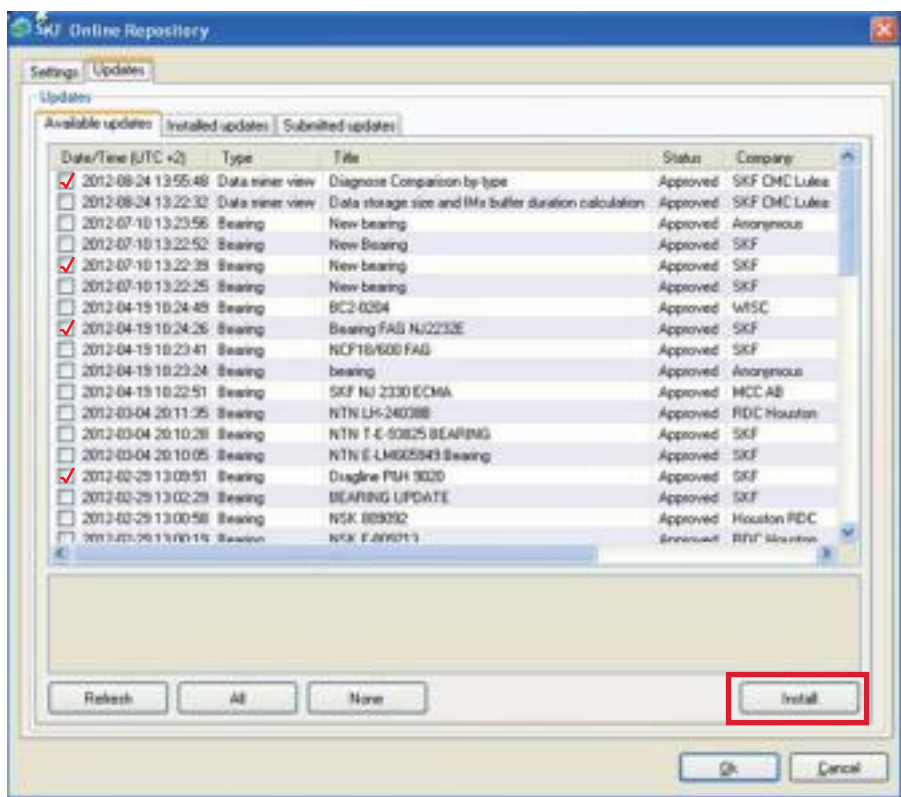 SKF Online Repository
Settings Updates
Updates
Available updates Installed updates Submitted updates
Date/Time (UTC +2) Type Title Status Company
2012-08-24 13:55:48 Data miner view Diagnose Comparison by type Approved SKF CMC Lulea
2012-08-24 13:22:32 Data miner view Data storage size and IMx buffer duration calculation Approved SKF CMC Lulea
2012-07-10 13:23:56 Bearing New bearing Approved Anonymous
2012-07-10 13:22:52 Bearing New Bearing Approved SKF
2012-07-10 13:22:39 Bearing New bearing Approved SKF
2012-07-10 13:22:25 Bearing New bearing Approved SKF
2012-04-19 10:24:49 Bearing BC2-0204 Approved WISC
2012-04-19 10:24:26 Bearing Bearing FAG NJ2232E Approved SKF
2012-04-19 10:23:41 Bearing NCF18/600 FAG Approved SKF
2012-04-19 10:23:24 Bearing bearing Approved Anonymous
2012-04-19 10:22:51 Bearing SKF NJ 2330 ECMA Approved MCC AB
2012-03-04 20:11:35 Bearing NTN LH-240388 Approved RDC Houston
2012-03-04 20:10:28 Bearing NTN T-E-93825 BEARING Approved SKF
2012-03-04 20:10:05 Bearing NTN E-LM665949 Bearing Approved SKF
2012-02-29 13:09:51 Bearing Dragline P&H 9020 Approved SKF
2012-02-29 13:02:29 Bearing BEARING UPDATE Approved SKF
2012-02-29 13:00:58 Bearing NSK Approved Houston RDC
2012-02-29 13:00:19 Bearing NSK Approved RDC Houston
Refresh All None Install
Ok Cancel